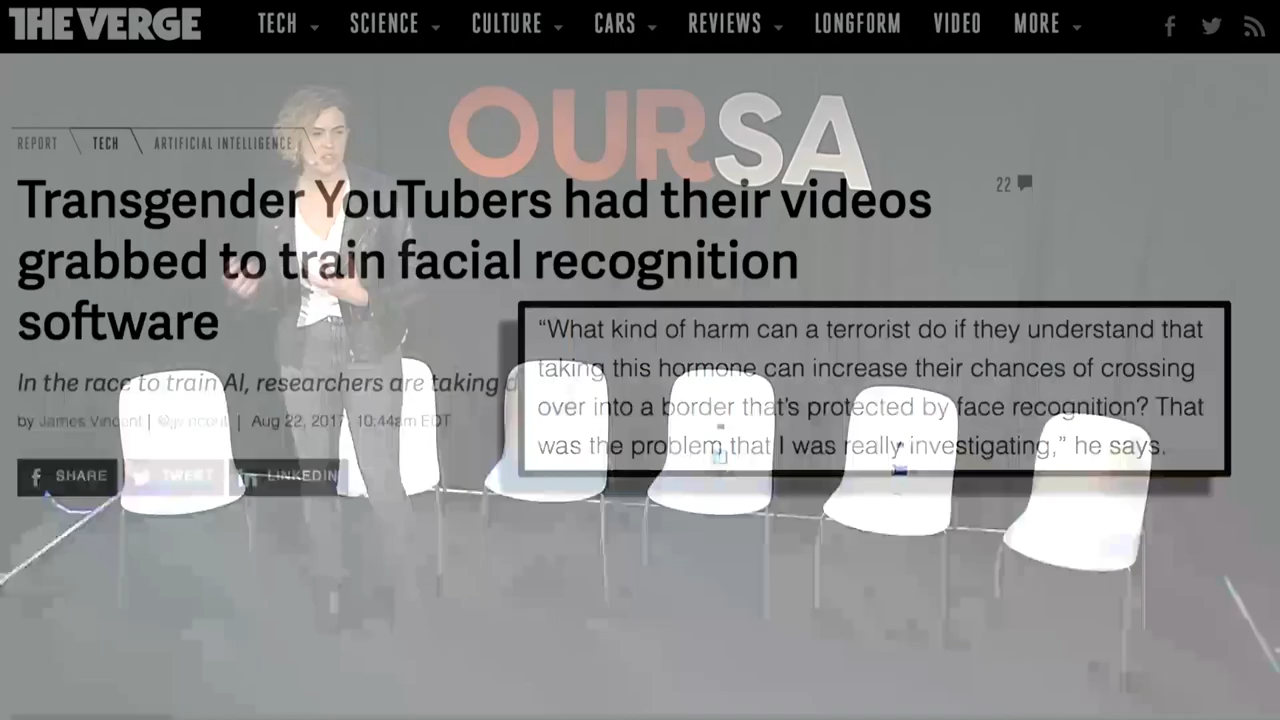 THE VERGE
TECH SCIENCE CULTURE CARS REVIEWS LONGFORM VIDEO MORE
OURSA
REPORT TECH ARTIFICIAL INTELLIGENCE
22
Transgender YouTubers had their videos
grabbed to train facial recognition
software
In the race to train AI, researchers are taking
by James Vincent | @jjvincent | Aug 22, 2017, 10:44am EDT
SHARE TWEET LINKEDIN
“What kind of harm can a terrorist do if they understand that
taking this hormone can increase their chances of crossing
over into a border that's protected by face recognition? That
was the problem that I was really investigating,” he says.